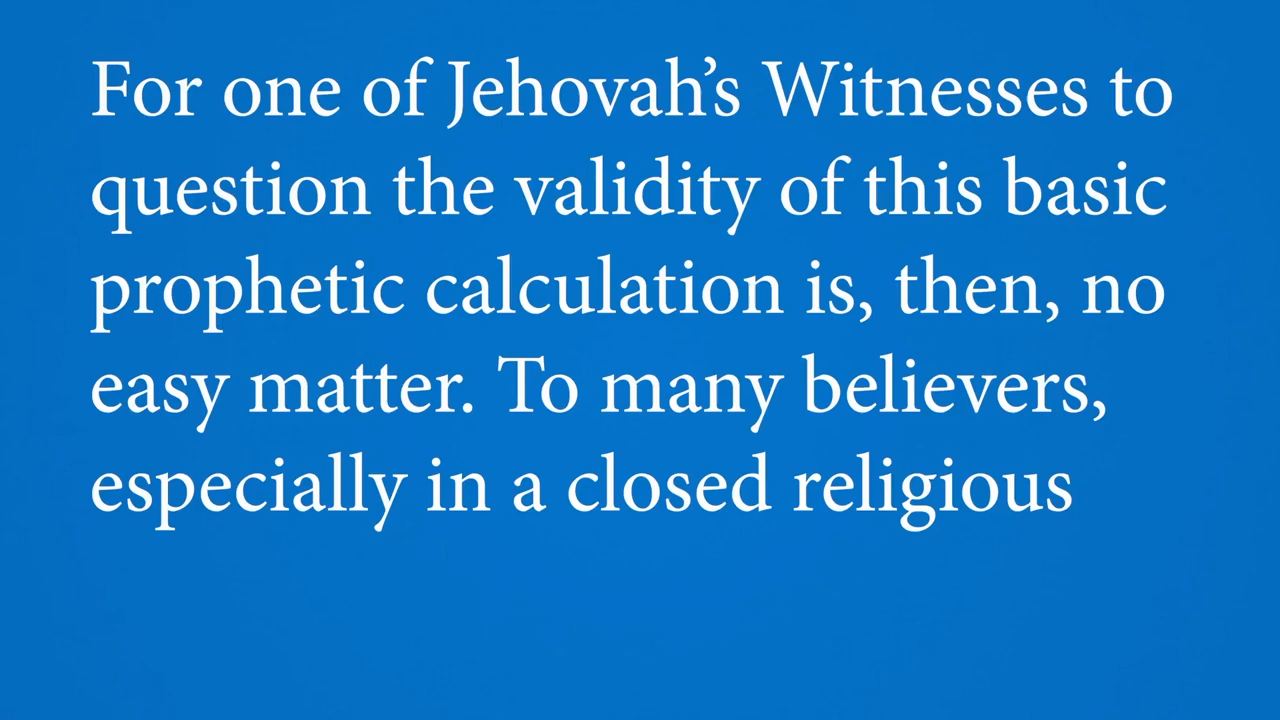 For one of Jehovah’s Witnesses to
question the validity of this basic
prophetic calculation is, then, no
easy matter. To many believers,
especially in a closed religious